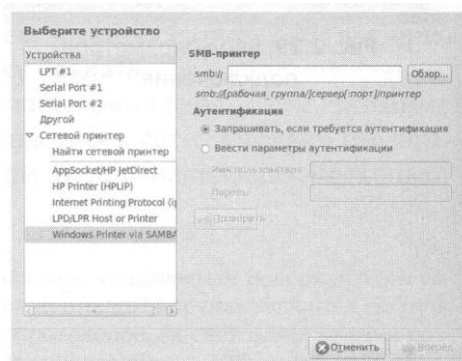 Выберите устройство
Устройства
LPT #1
Serial Port #1
Serial Port #2
Другой
Сетевой принтер
Найти сетевой принтер
AppSocket/HP JetDirect
HP Printer (HPLIP)
Internet Printing Protocol (ip
LPD/LPR Host or Printer
Windows Printer via SAMBA
SMB-принтер
smb://
Обзор...
smb://[рабочая_группа/]сервер[:порт]/принтер
Аутентификация
Запрашивать, если требуется аутентификация
Ввести параметры аутентификации
Имя пользователя
Пароль:
Проверить
Отменить
Вперед